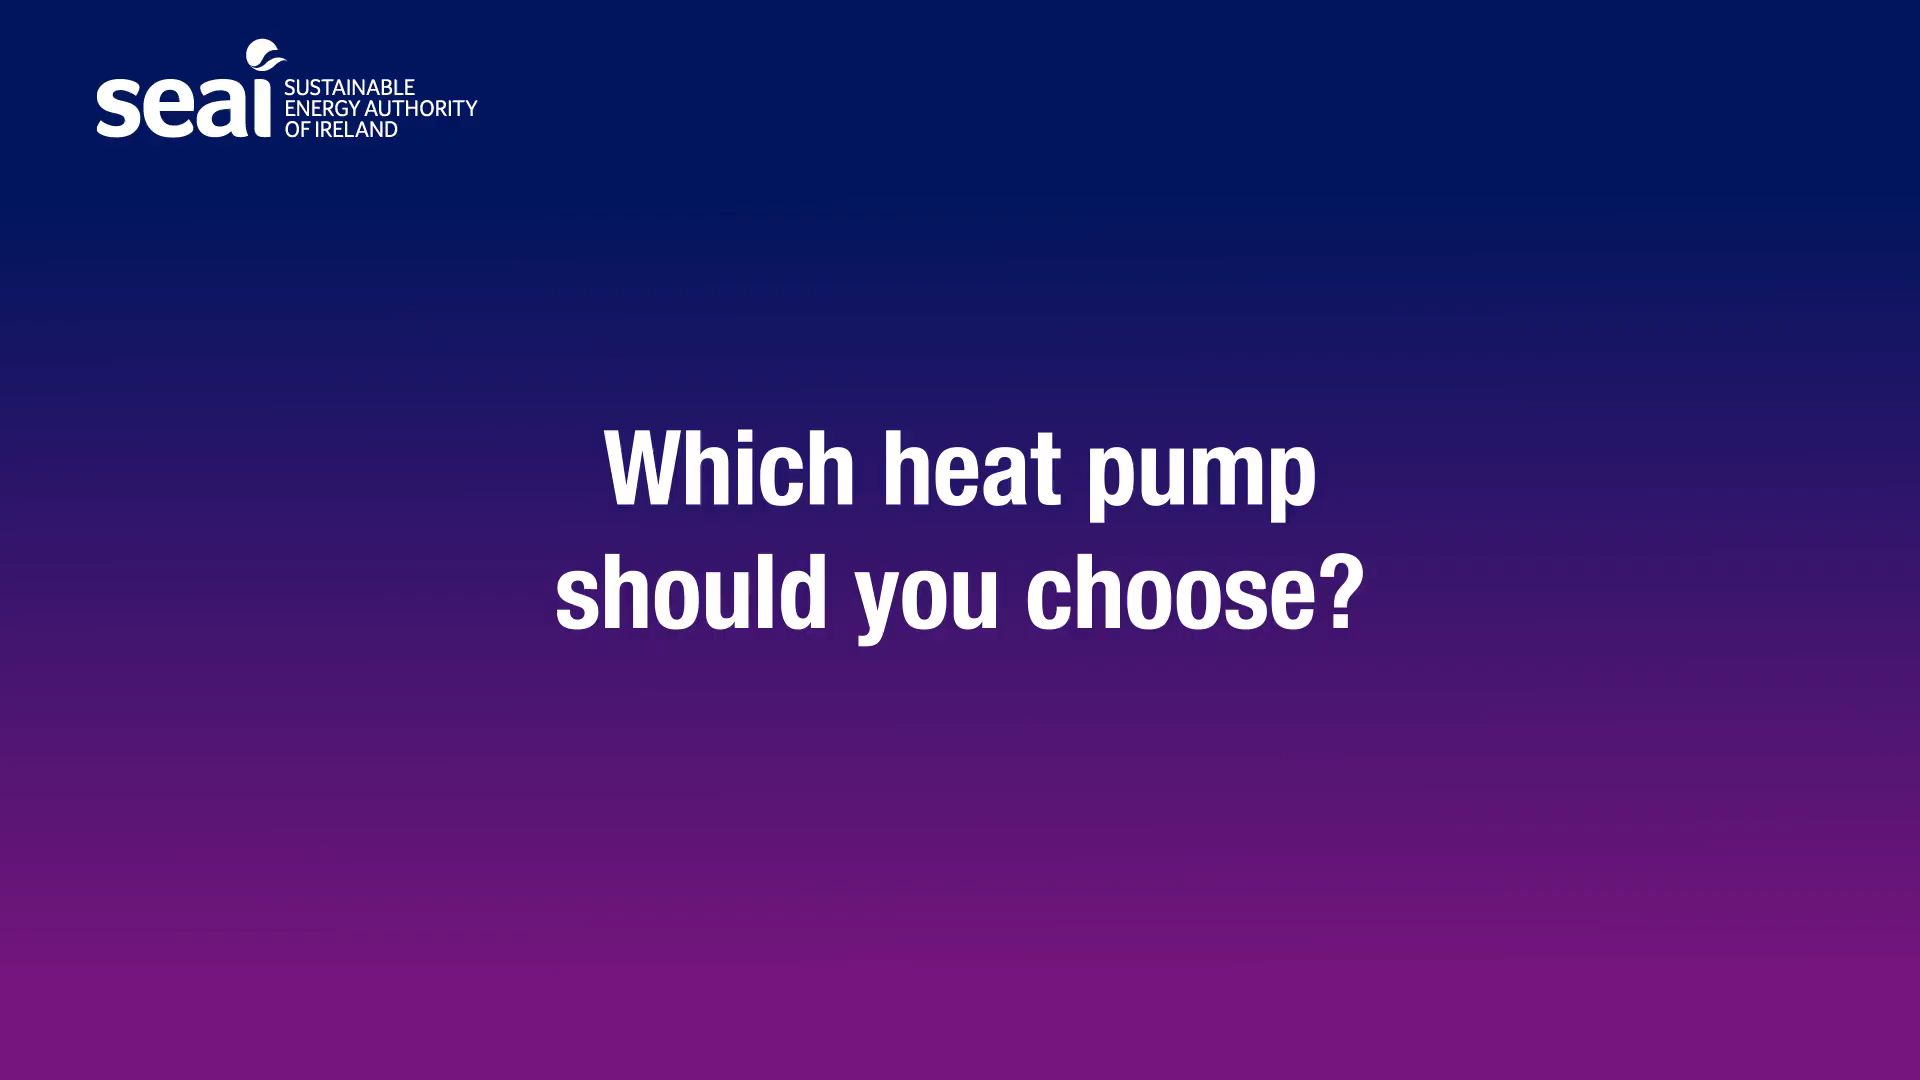 seai
SUSTAINABLE
ENERGY AUTHORITY
OF IRELAND
Which heat pump
should you choose?